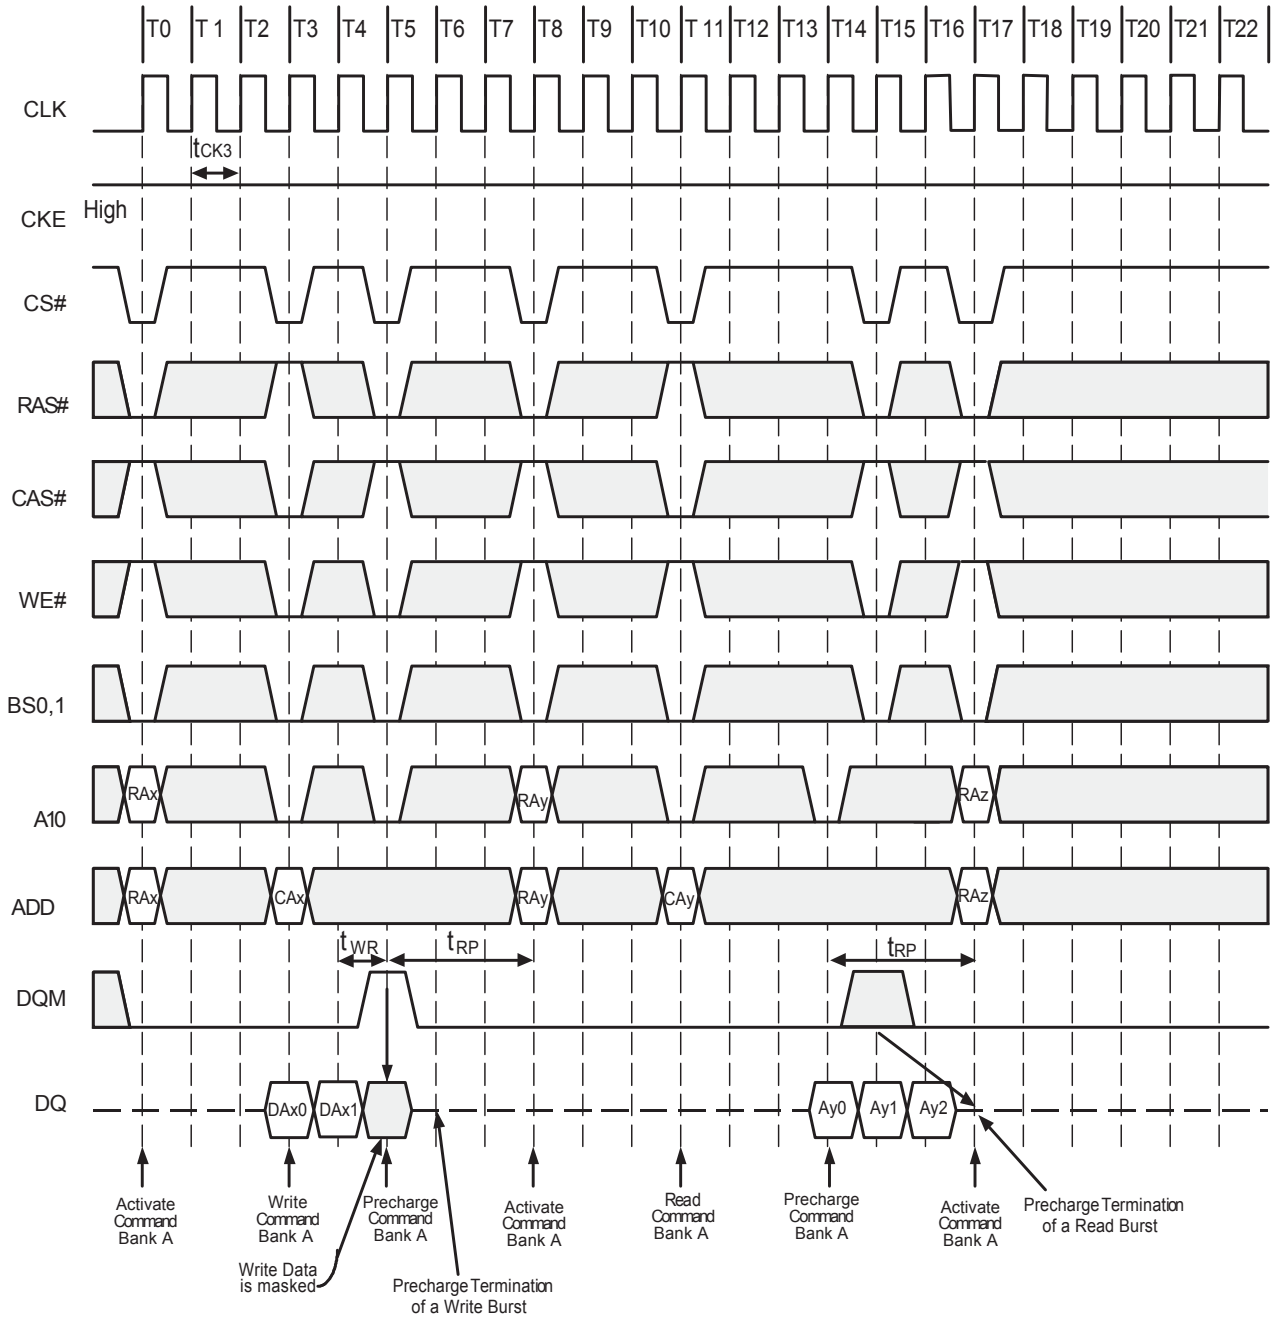 T0 T 1 T2 T3 T4 T5 T6 T7 T8 T9 T10 T 11 T12 T13 T14 T15 T16 T17 T18 T19 T20 T21 T22
CLK
tCK3
High
CKE
CS#
RAS#
CAS#
WE#
BS0,1
RAx RAy RAz
A10
RAx CAx RAy CAy RAz
ADD
tWR tRP tRP
DQM
DQ
DAx0 DAx1 Ay0 Ay1 Ay2
Activate
Command
Bank A
Write
Command
Bank A
Precharge
Command
Bank A
Activate
Command
Bank A
Read
Command
Bank A
Precharge
Command
Bank A
Activate
Command
Bank A
Precharge Termination
of a Read Burst
Write Data
is masked
Precharge Termination
of a Write Burst